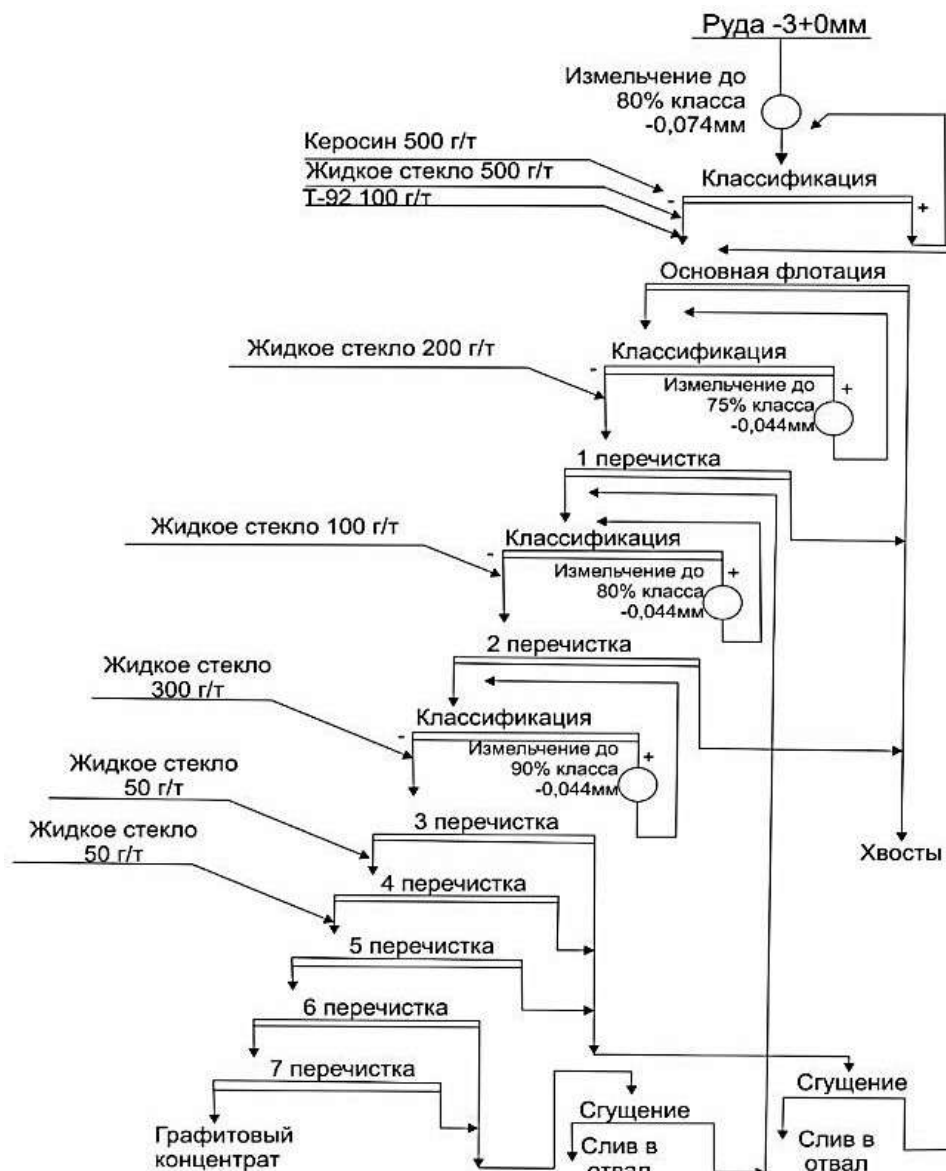 Руда -3+0мм
Измельчение до
80% класса
-0,074мм
Керосин 500 г/т
Жидкое стекло 500 г/т
Т-92 100 г/т
Классификация
- +
Основная флотация
Жидкое стекло 200 г/т
Классификация
- +
Измельчение до
75% класса
-0,044мм
1 перечистка
Жидкое стекло 100 г/т
Классификация
- +
Измельчение до
80% класса
-0,044мм
2 перечистка
Жидкое стекло
300 г/т
Классификация
- +
Измельчение до
90% класса
-0,044мм
Жидкое стекло
50 г/т
3 перечистка
Хвосты
Жидкое стекло
50 г/т
4 перечистка
5 перечистка
6 перечистка
7 перечистка
Сгущение
Сгущение
Графитовый
концентрат
Слив в
отвал
Слив в
отвал